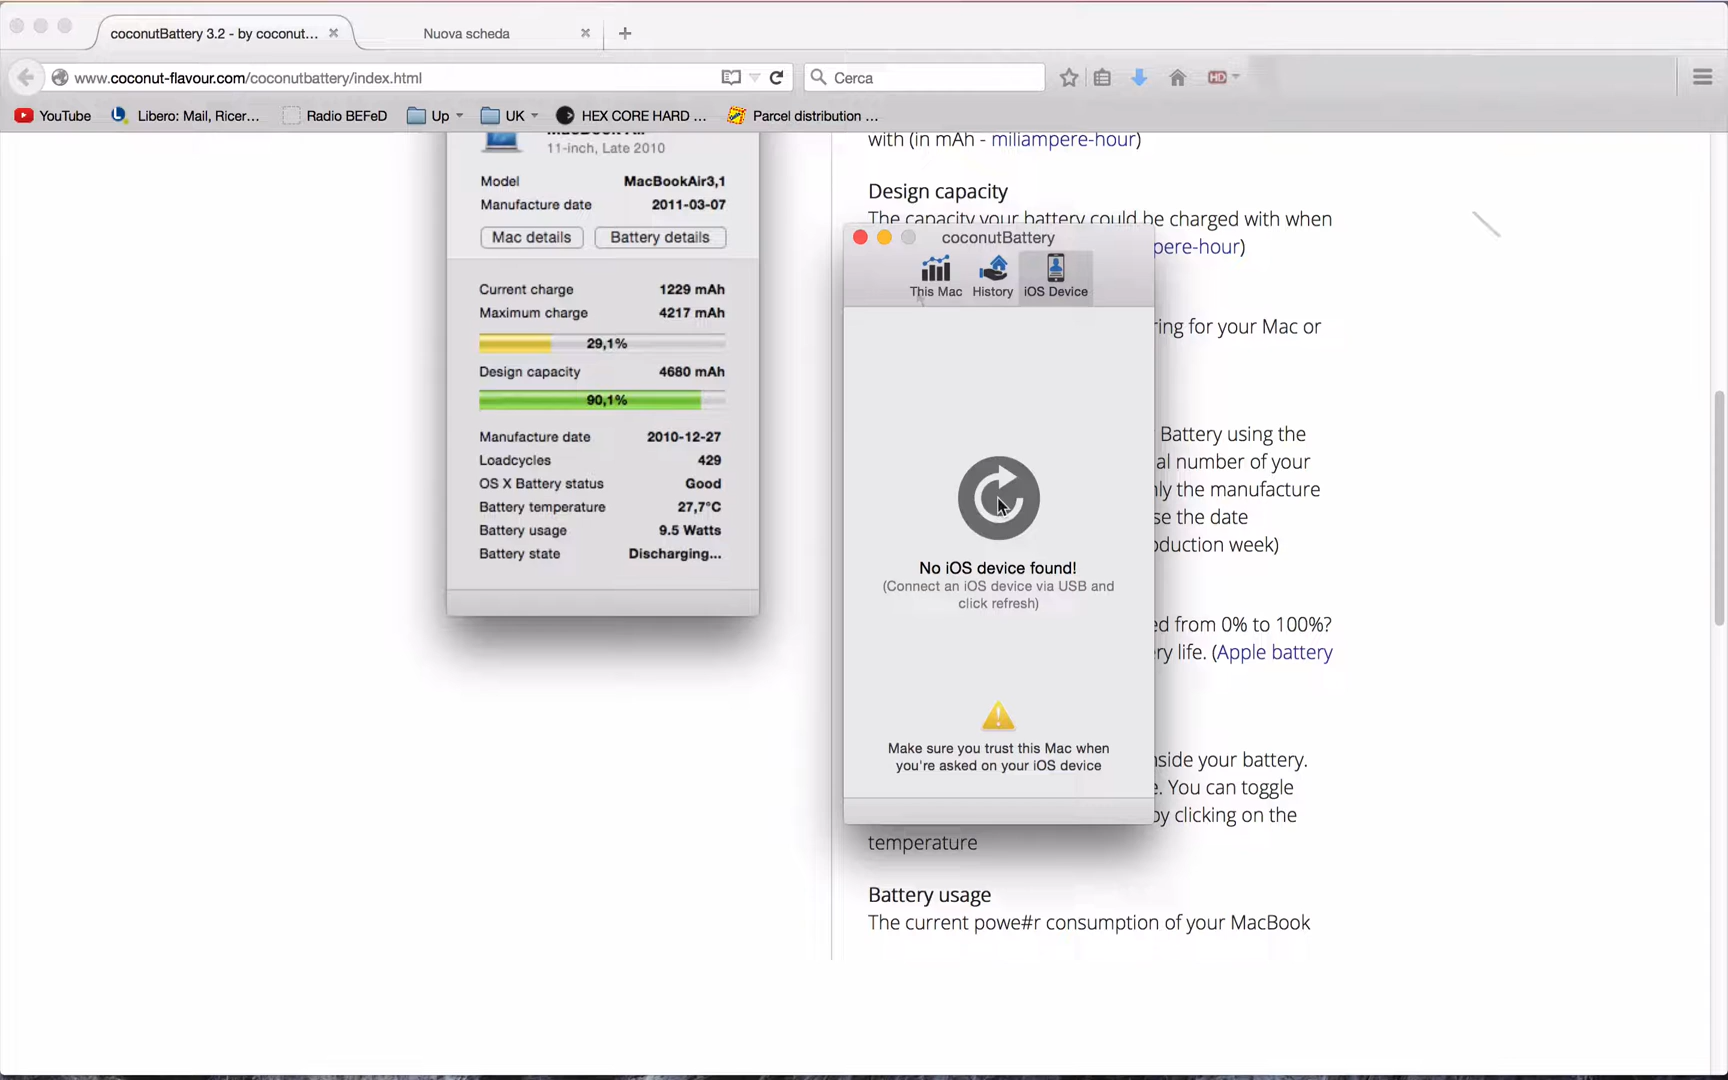 coconutBattery 3.2 - by coconut...
Nuova scheda
www.coconut-flavour.com/coconutbattery/index.html
Cerca
HD
YouTube
Libero: Mail, Ricer...
Radio BEFeD
Up
UK
HEX CORE HARD ...
Parcel distribution ...
11-inch, Late 2010
Model MacBookAir3,1
Manufacture date 2011-03-07
Mac details Battery details
Current charge 1229 mAh
Maximum charge 4217 mAh
29,1%
Design capacity 4680 mAh
90,1%
Manufacture date 2010-12-27
Loadcycles 429
OS X Battery status Good
Battery temperature 27,7°C
Battery usage 9.5 Watts
Battery state Discharging...
with (in mAh - miliampere-hour)
Design capacity
The capacity your battery could be charged with when
pere-hour)
coconutBattery
This Mac History iOS Device
No iOS device found!
(Connect an iOS device via USB and
click refresh)
Make sure you trust this Mac when
you're asked on your iOS device
ring for your Mac or
Battery using the
al number of your
nly the manufacture
se the date
oduction week)
ed from 0% to 100%?
ery life. (Apple battery
nside your battery.
e. You can toggle
by clicking on the
temperature
Battery usage
The current powe#r consumption of your MacBook